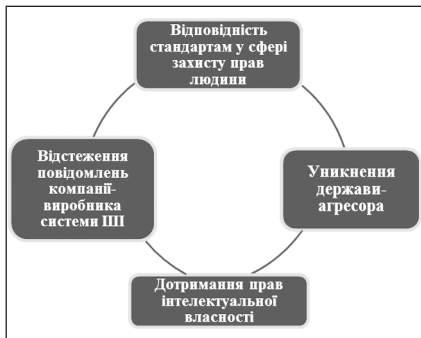 Відповідність
стандартам у сфері
захисту прав
людини
Відстеження
повідомлень
компанії-
виробника
системи ШІ
Уникнення
держави-
агресора
Дотримання прав
інтелектуальної
власності